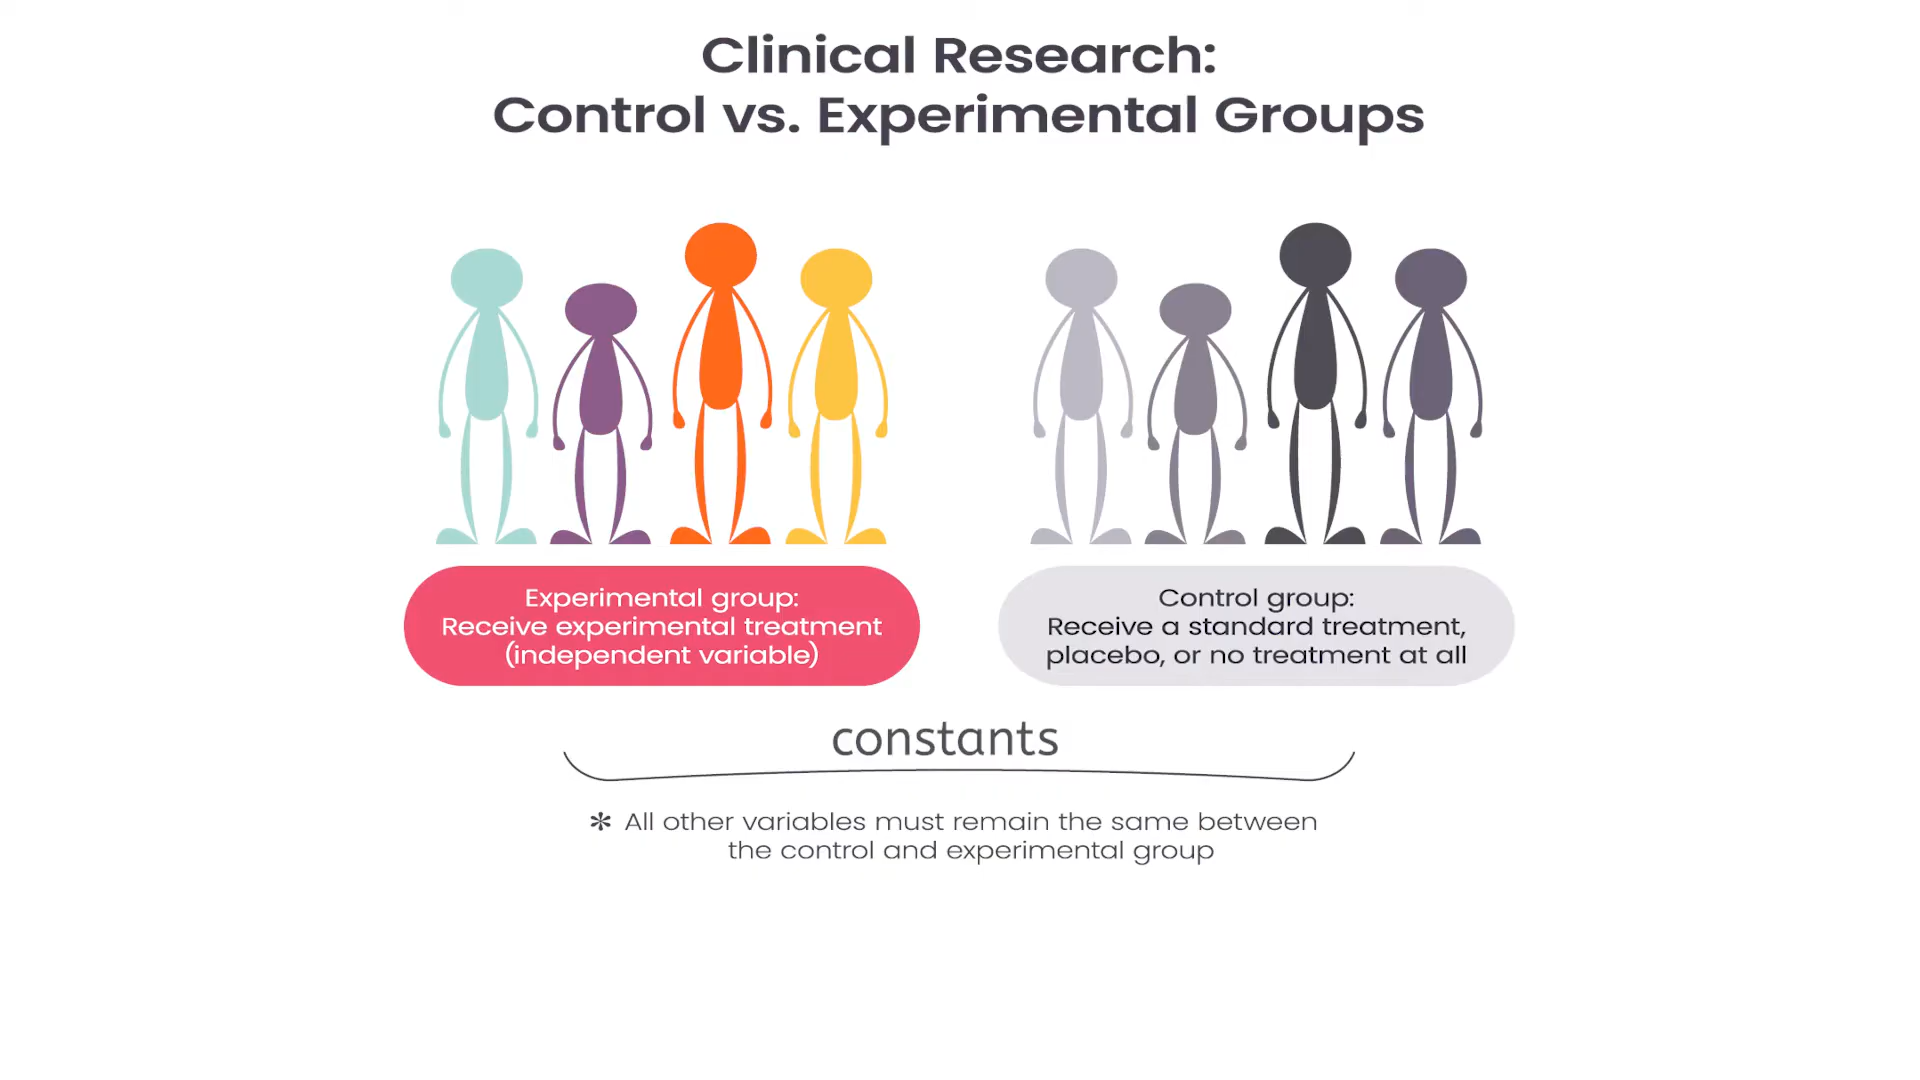 Clinical Research:
Control vs. Experimental Groups
Experimental group:
Receive experimental treatment
(independent variable)
Control group:
Receive a standard treatment,
placebo, or no treatment at all
constants
* All other variables must remain the same between
the control and experimental group